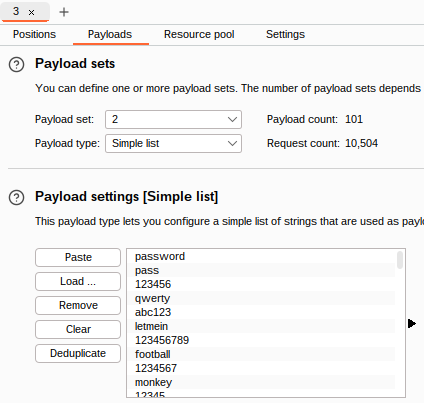 3 × +
Positions Payloads Resource pool Settings
? Payload sets
You can define one or more payload sets. The number of payload sets depends
Payload set: 2 Payload count: 101
Payload type: Simple list Request count: 10,504
? Payload settings [Simple list]
This payload type lets you configure a simple list of strings that are used as paylo
Paste
Load ...
Remove
Clear
Deduplicate
password
pass
123456
qwerty
abc123
letmein
123456789
football
1234567
monkey
12345